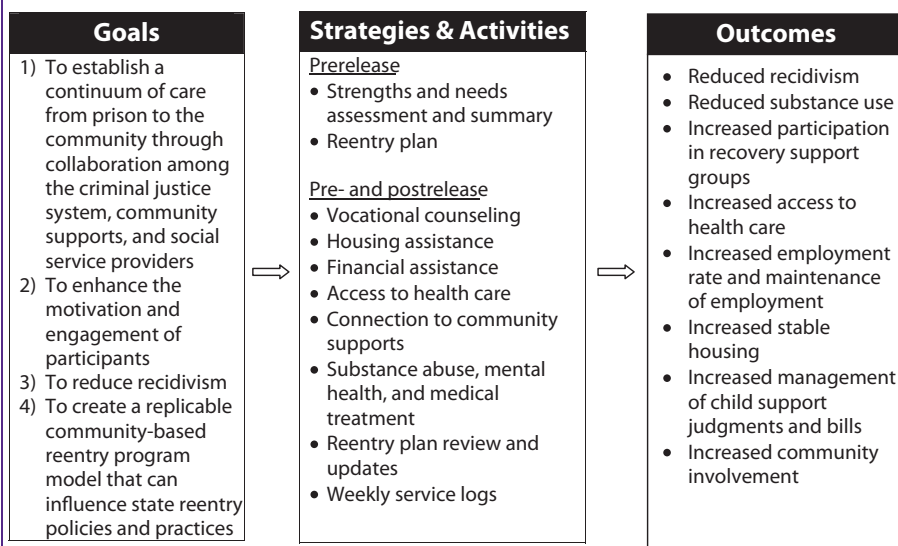 Goals
1) To establish a
continuum of care
from prison to the
community through
collaboration among
the criminal justice
system, community
supports, and social
service providers
2) To enhance the
motivation and
engagement of
participants
3) To reduce recidivism
4) To create a replicable
community-based
reentry program
model that can
influence state reentry
policies and practices
Strategies & Activities
Prerelease
• Strengths and needs
assessment and summary
• Reentry plan
Pre- and postrelease
• Vocational counseling
• Housing assistance
• Financial assistance
• Access to health care
• Connection to community
supports
• Substance abuse, mental
health, and medical
treatment
• Reentry plan review and
updates
• Weekly service logs
Outcomes
• Reduced recidivism
• Reduced substance use
• Increased participation
in recovery support
groups
• Increased access to
health care
• Increased employment
rate and maintenance
of employment
• Increased stable
housing
• Increased management
of child support
judgments and bills
• Increased community
involvement